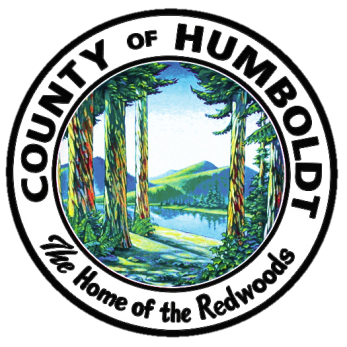 COUNTY OF HUMBOLDT
The Home of the Redwoods